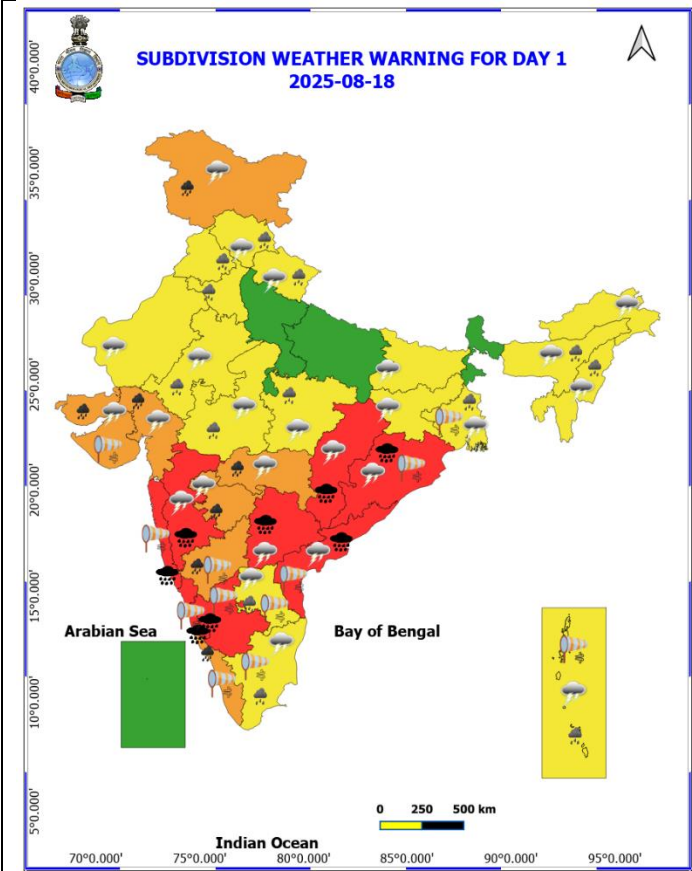 SUBDIVISION WEATHER WARNING FOR DAY 1
2025-08-18
40°0.000'
35°0.000'
30°0.000'
25°0.000'
20°0.000'
15°0.000'
10°0.000'
5°0.000'
Arabian Sea
Bay of Bengal
0 250 500 km
Indian Ocean
70°0.000' 75°0.000' 80°0.000' 85°0.000' 90°0.000' 95°0.000'